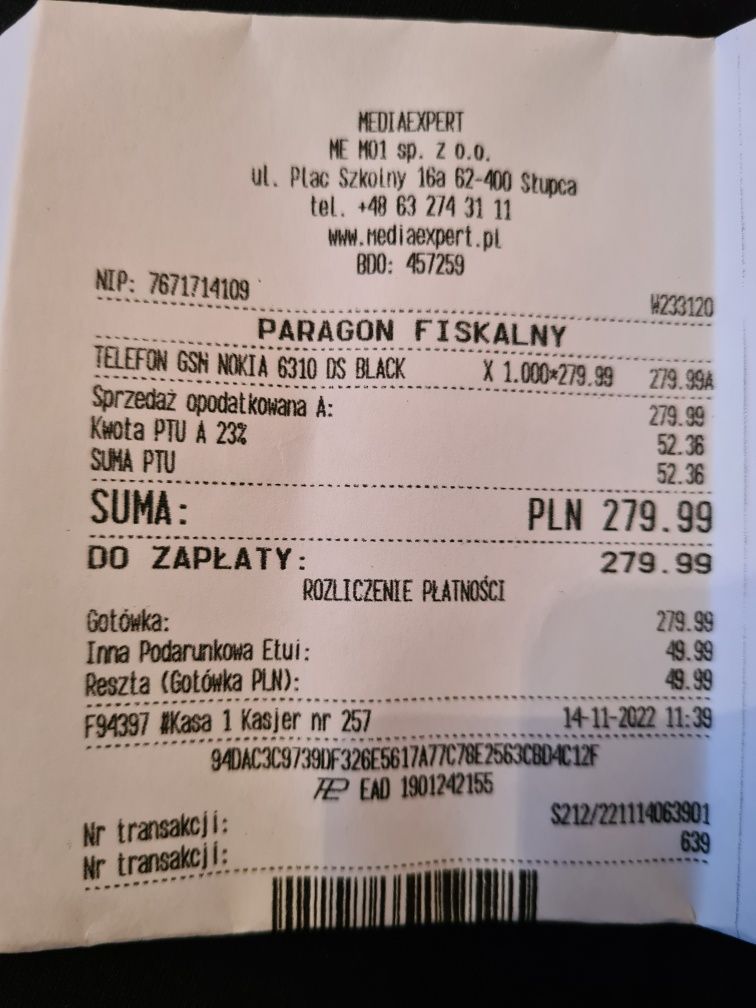 MEDIAEXPERT
ME M01 sp. z o.o.
ul. Plac Szkolny 16a 62-400 Słupca
tel. +48 63 274 31 11
www.mediaexpert.pl
BDO: 457259
NIP: 7671714109 W233120
PARAGON FISKALNY
TELEFON GSM NOKIA 6310 DS BLACK X 1.000*279.99 279.99A
Sprzedaż opodatkowana A: 279.99
Kwota PTU A 23% 52.36
SUMA PTU 52.36
SUMA: PLN 279.99
DO ZAPŁATY: 279.99
ROZLICZENIE PŁATNOŚCI
Gotówka: 279.99
Inna Podarunkowa Etui: 49.99
Reszta (Gotówka PLN): 49.99
F94397 #Kasa 1 Kasjer nr 257 14-11-2022 11:39
94DAC3C9739DF326E5617A77C78E2563CBD4C12F
EAD 1901242155
Nr transakcji: S212/221114063901
Nr transakcji: 639